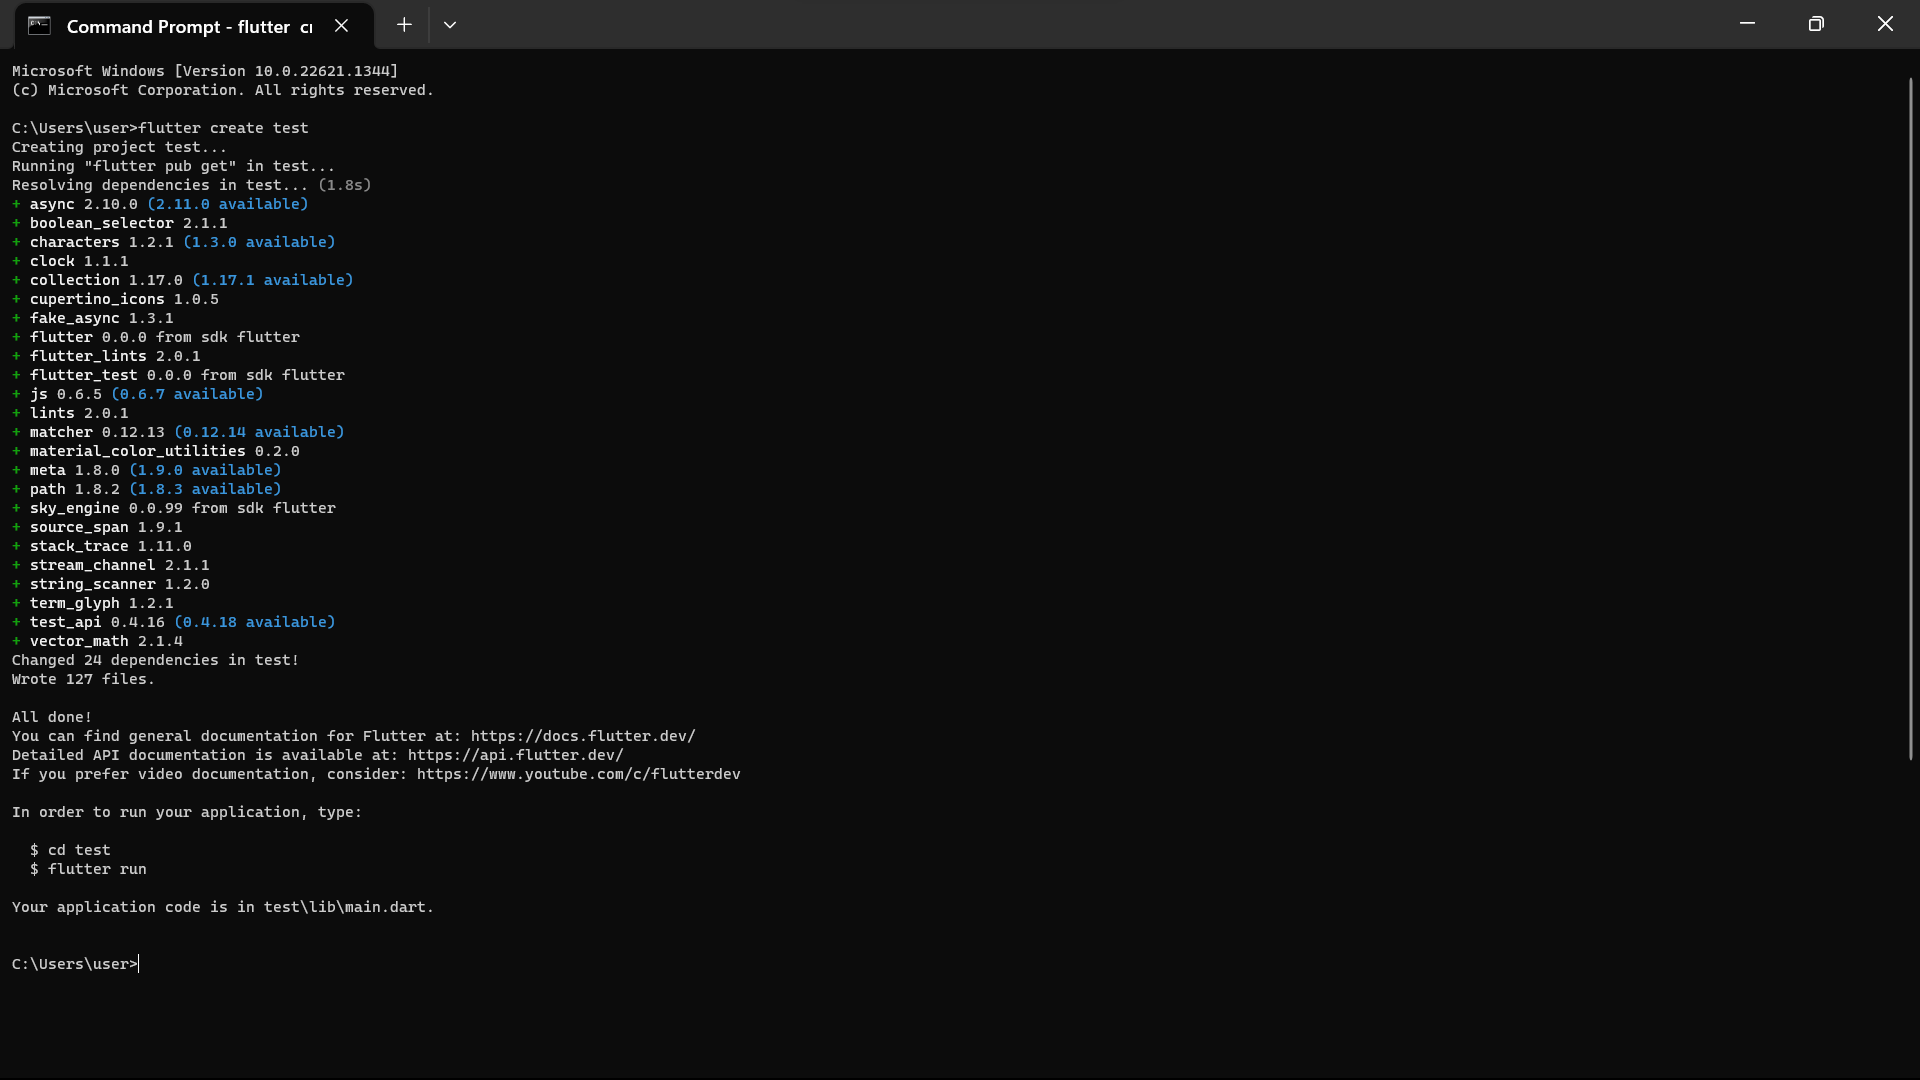 Command Prompt - flutter cr
Microsoft Windows [Version 10.0.22621.1344]
(c) Microsoft Corporation. All rights reserved.
C:\Users\user>flutter create test
Creating project test...
Running "flutter pub get" in test...
Resolving dependencies in test... (1.8s)
+ async 2.10.0 (2.11.0 available)
+ boolean_selector 2.1.1
+ characters 1.2.1 (1.3.0 available)
+ clock 1.1.1
+ collection 1.17.0 (1.17.1 available)
+ cupertino_icons 1.0.5
+ fake_async 1.3.1
+ flutter 0.0.0 from sdk flutter
+ flutter_lints 2.0.1
+ flutter_test 0.0.0 from sdk flutter
+ js 0.6.5 (0.6.7 available)
+ lints 2.0.1
+ matcher 0.12.13 (0.12.14 available)
+ material_color_utilities 0.2.0
+ meta 1.8.0 (1.9.0 available)
+ path 1.8.2 (1.8.3 available)
+ sky_engine 0.0.99 from sdk flutter
+ source_span 1.9.1
+ stack_trace 1.11.0
+ stream_channel 2.1.1
+ string_scanner 1.2.0
+ term_glyph 1.2.1
+ test_api 0.4.16 (0.4.18 available)
+ vector_math 2.1.4
Changed 24 dependencies in test!
Wrote 127 files.
All done!
You can find general documentation for Flutter at: https://docs.flutter.dev/
Detailed API documentation is available at: https://api.flutter.dev/
If you prefer video documentation, consider: https://www.youtube.com/c/flutterdev
In order to run your application, type:
$ cd test
$ flutter run
Your application code is in test\lib\main.dart.
C:\Users\user>